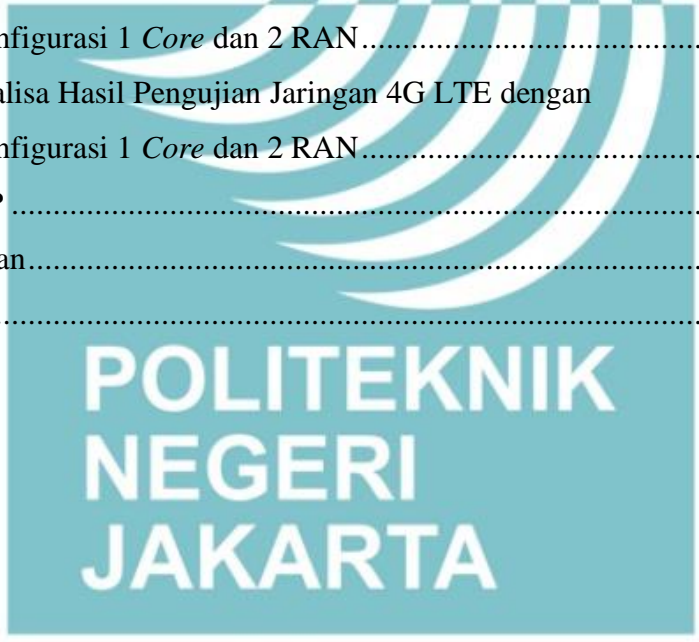 nfigurasi 1 Core dan 2 RAN..........................................
alisa Hasil Pengujian Jaringan 4G LTE dengan
nfigurasi 1 Core dan 2 RAN..........................................
P.....................................................................................
an...................................................................................
......................................................................................
POLITEKNIK
NEGERI
JAKARTA